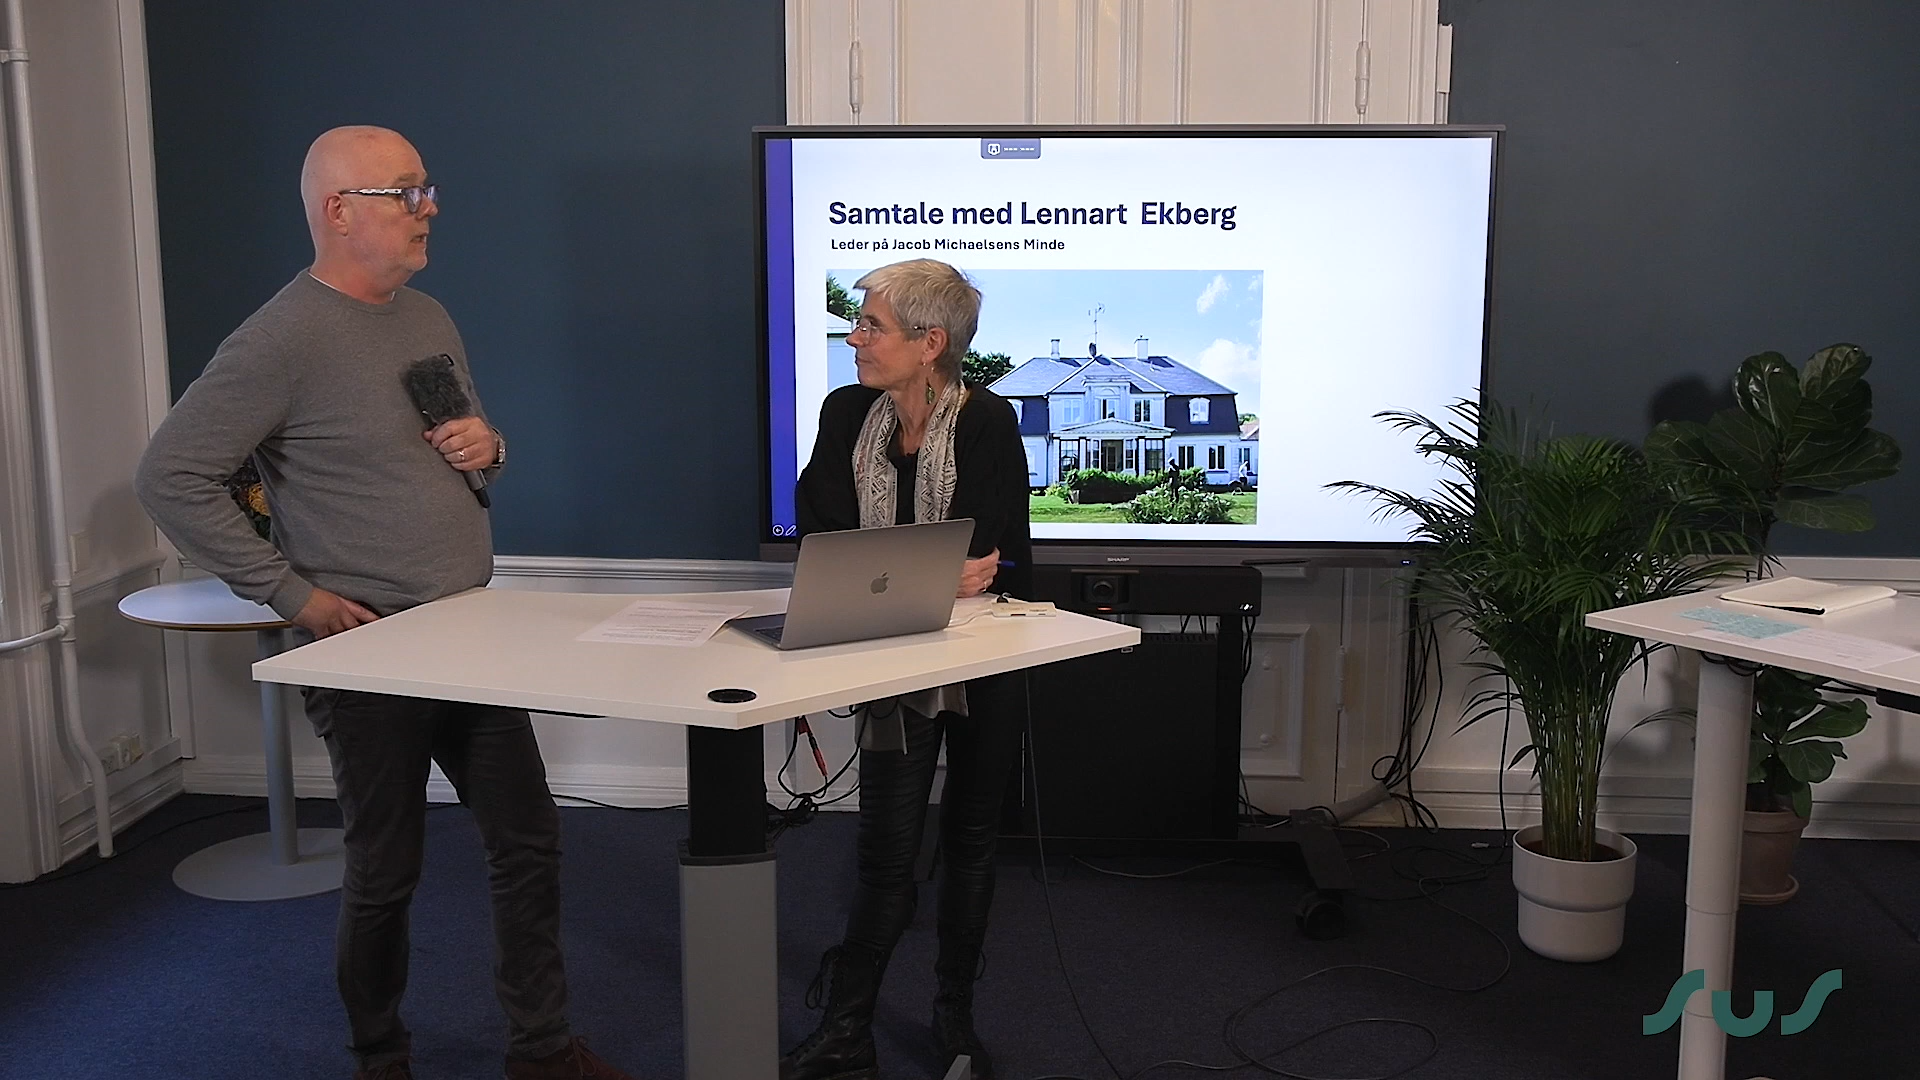 Samtale med Lennart Ekberg
Leder på Jacob Michaelsens Minde
SHARP
sus